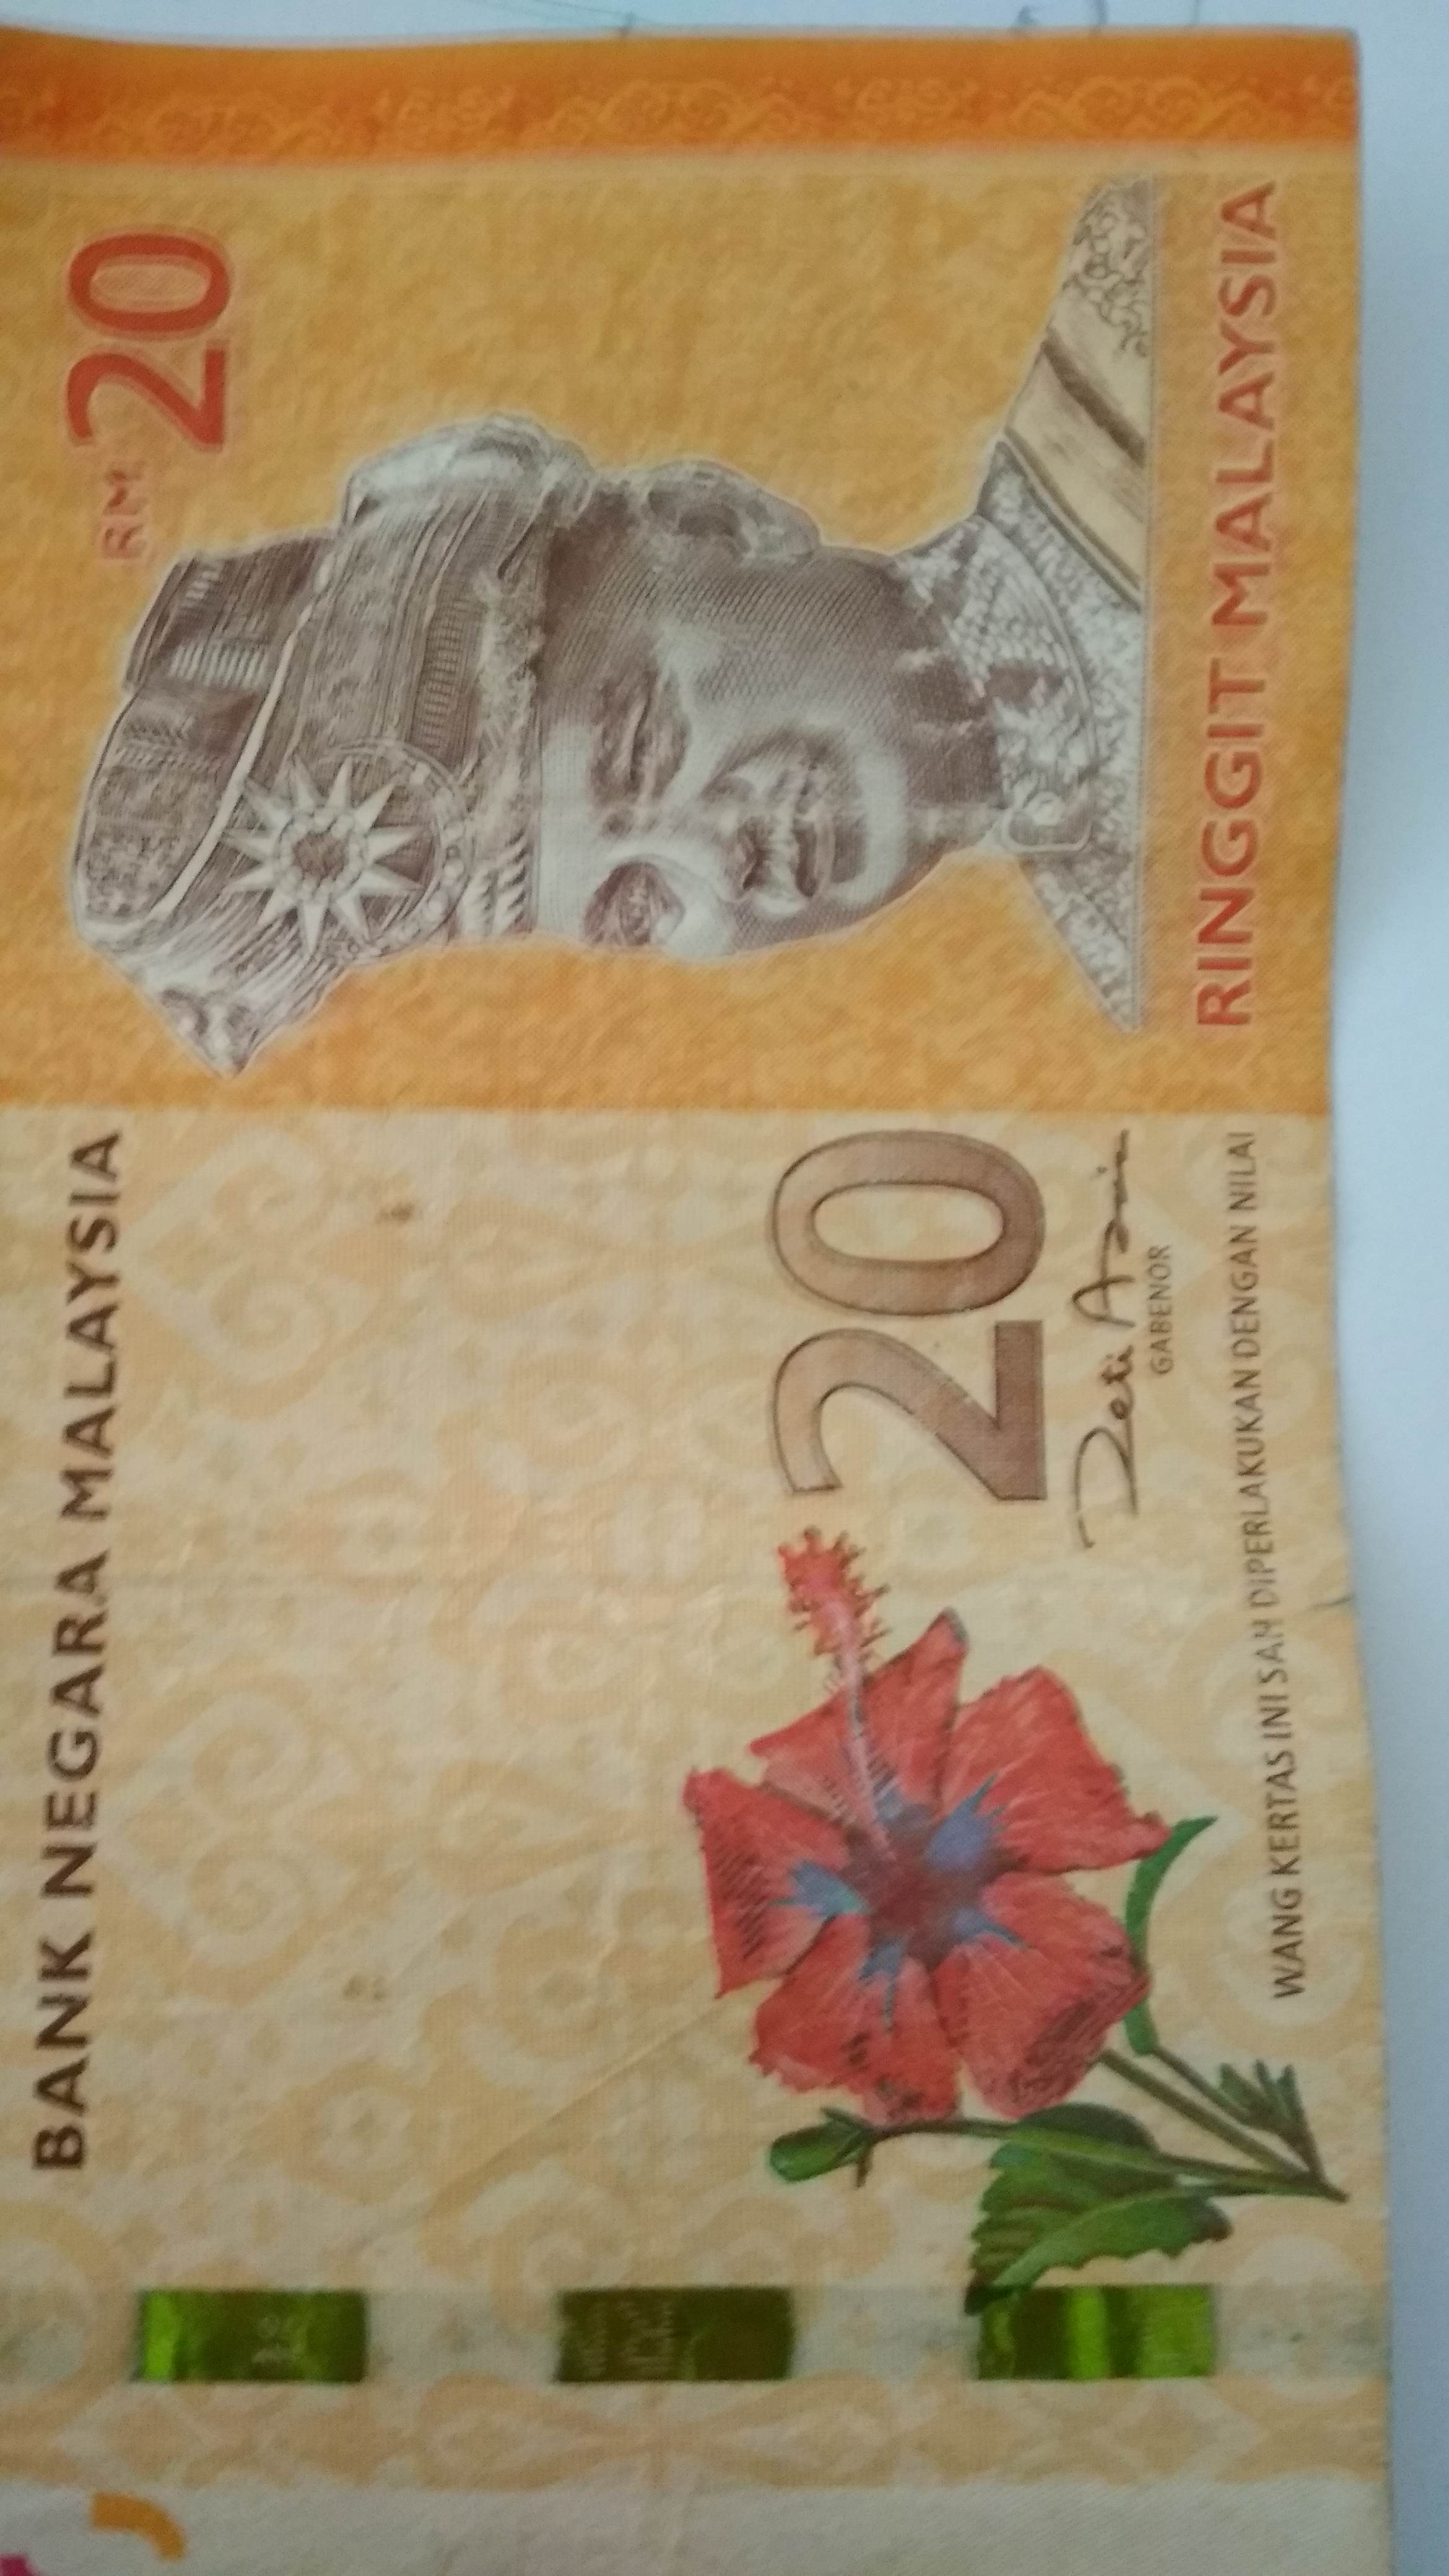 BANK NEGARA MALAYSIA
RM 20
20
GABENOR
WANG KERTAS INI SAH DIPERLAKUKAN DENGAN NILAI
RINGGIT MALAYSIA